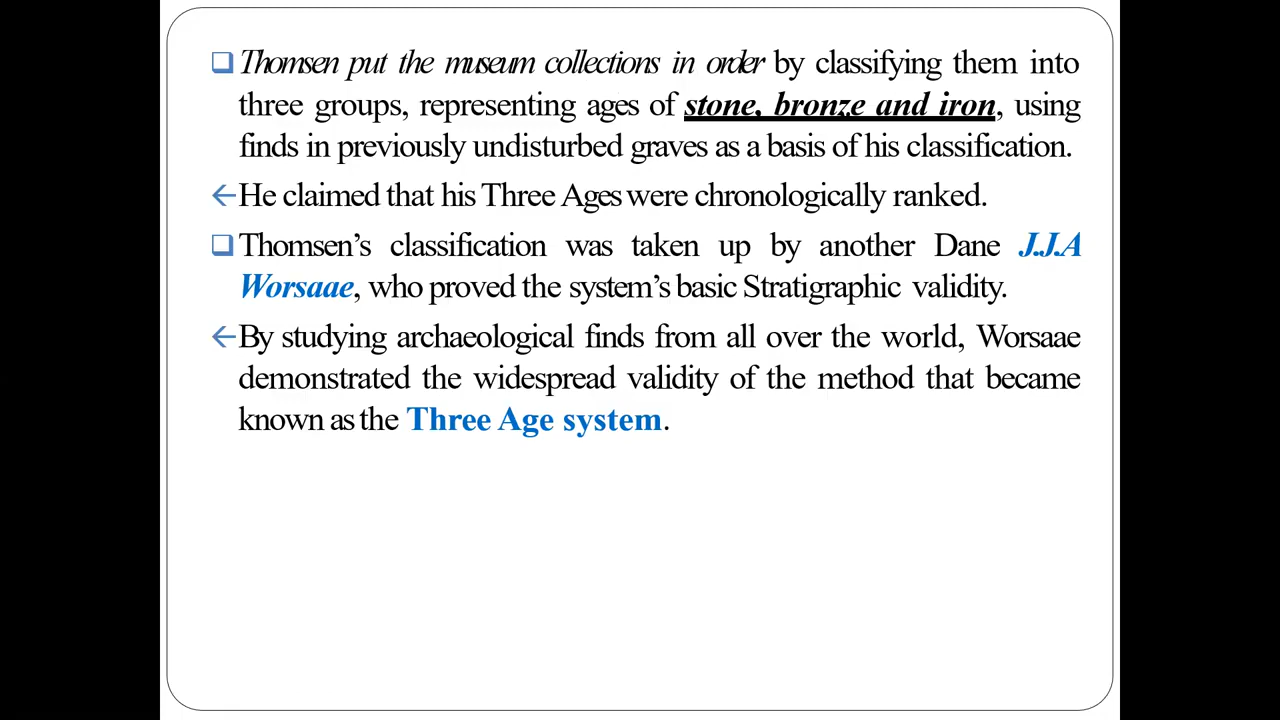 Thomsen put the museum collections in order by classifying them into
three groups, representing ages of stone, bronze and iron, using
finds in previously undisturbed graves as a basis of his classification.
He claimed that his Three Ages were chronologically ranked.
Thomsen’s classification was taken up by another Dane J.J.A
Worsaae, who proved the system’s basic Stratigraphic validity.
By studying archaeological finds from all over the world, Worsaae
demonstrated the widespread validity of the method that became
known as the Three Age system.